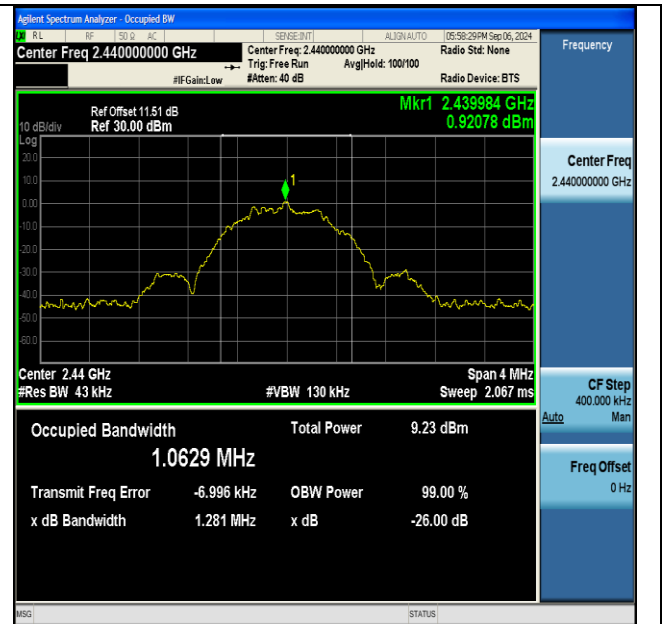 Agilent Spectrum Analyzer - Occupied BW
RL RF 50 Ω AC SENSE:INT ALIGN AUTO 05:58:29 PM Sep 06, 2024
Center Freq 2.440000000 GHz
Center Freq: 2.440000000 GHz
Radio Std: None
Trig: Free Run Avg|Hold: 100/100
#IFGain:Low #Atten: 40 dB Radio Device: BTS
Frequency
Ref Offset 11.51 dB
10 dB/div Ref 30.00 dBm
Mkr1 2.439984 GHz
0.92078 dBm
Log
20.0
10.0
0.00
-10.0
-20.0
-30.0
-40.0
-50.0
-60.0
1
Center 2.44 GHz Span 4 MHz
#Res BW 43 kHz #VBW 130 kHz Sweep 2.067 ms
Occupied Bandwidth Total Power 9.23 dBm
1.0629 MHz
Transmit Freq Error -6.996 kHz OBW Power 99.00 %
x dB Bandwidth 1.281 MHz x dB -26.00 dB
Center Freq
2.440000000 GHz
CF Step
400.000 kHz
Auto Man
Freq Offset
0 Hz
MSG STATUS